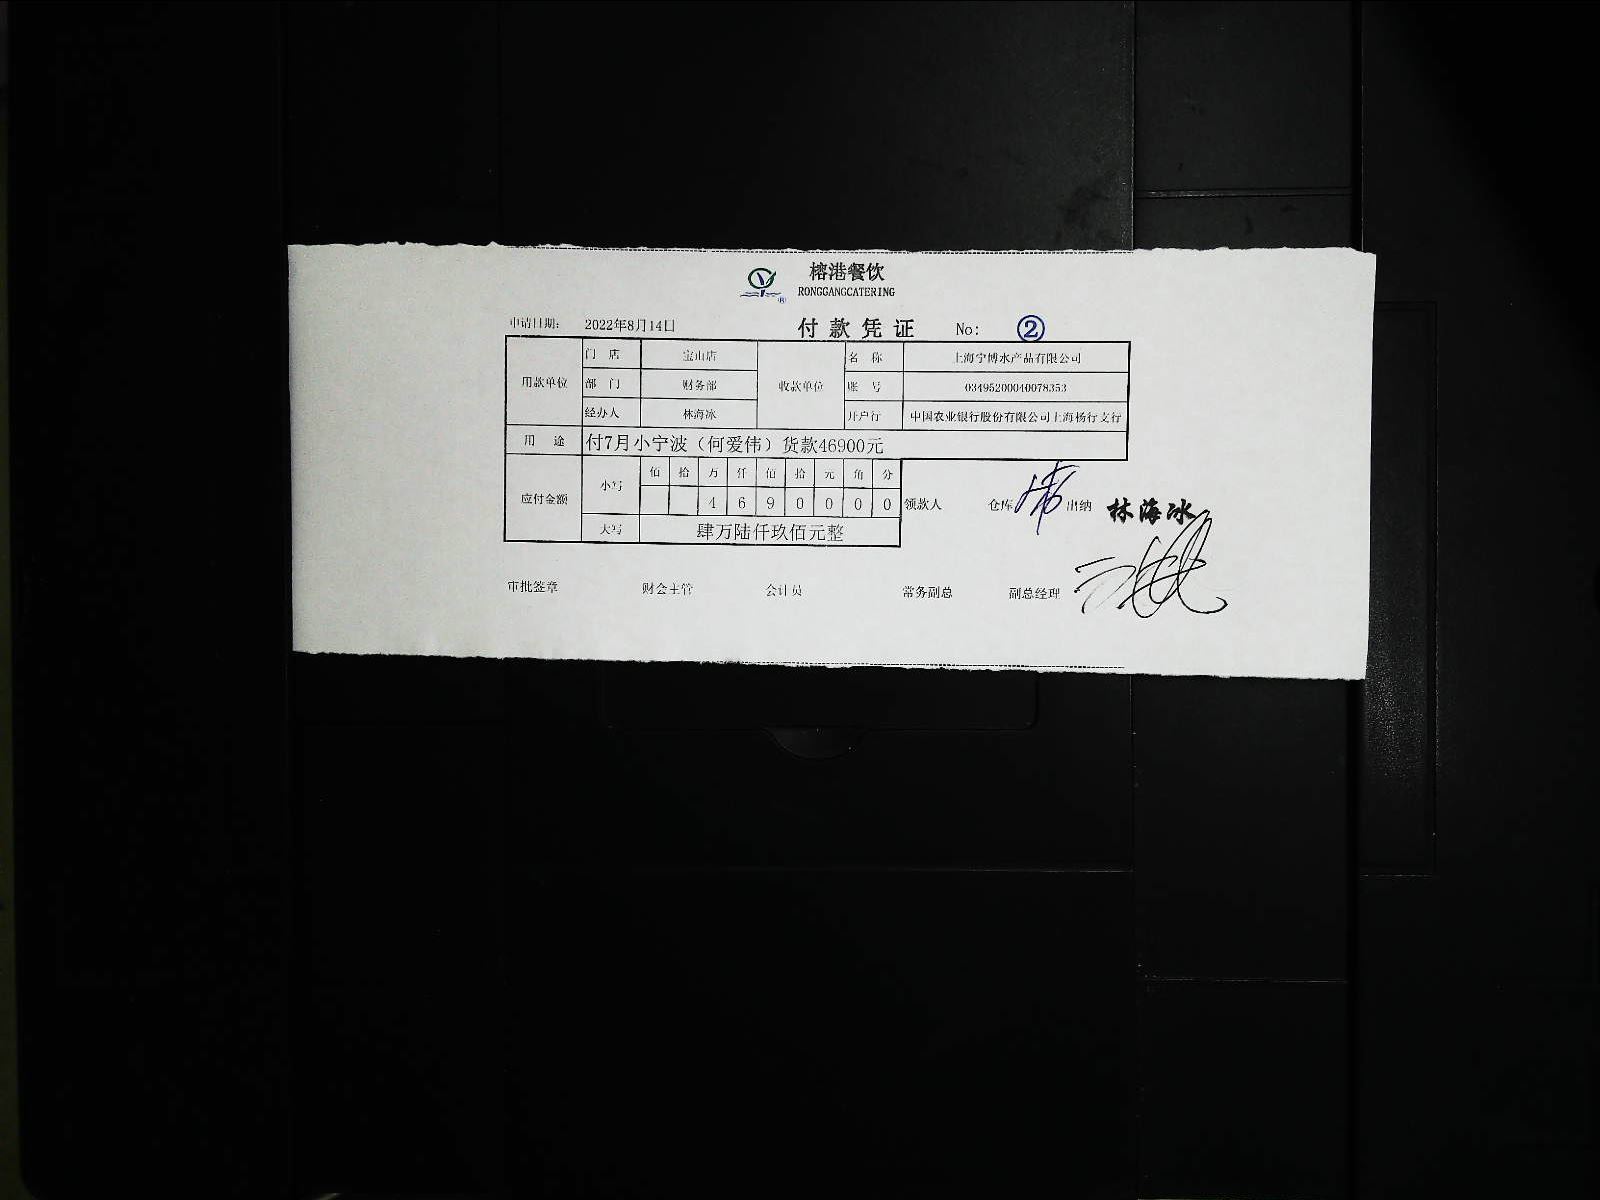 榕港餐饮
RONGGANGCATERING
®
申请日期: 2022年8月14日 付款凭证 No: ②
用款单位 门店 宝山店 收款单位 名称 上海宁博水产品有限公司
部门 财务部 账号 03495200040078353
经办人 林海冰 开户行 中国农业银行股份有限公司上海杨行支行
用途 付7月小宁波（何爱伟）货款46900元
应付金额 小写 佰 拾 万 仟 佰 拾 元 角 分
4 6 9 0 0 0 0
大写 肆万陆仟玖佰元整
领款人 仓库 出纳 林海冰
审批签章 财会主管 会计员 常务副总 副总经理